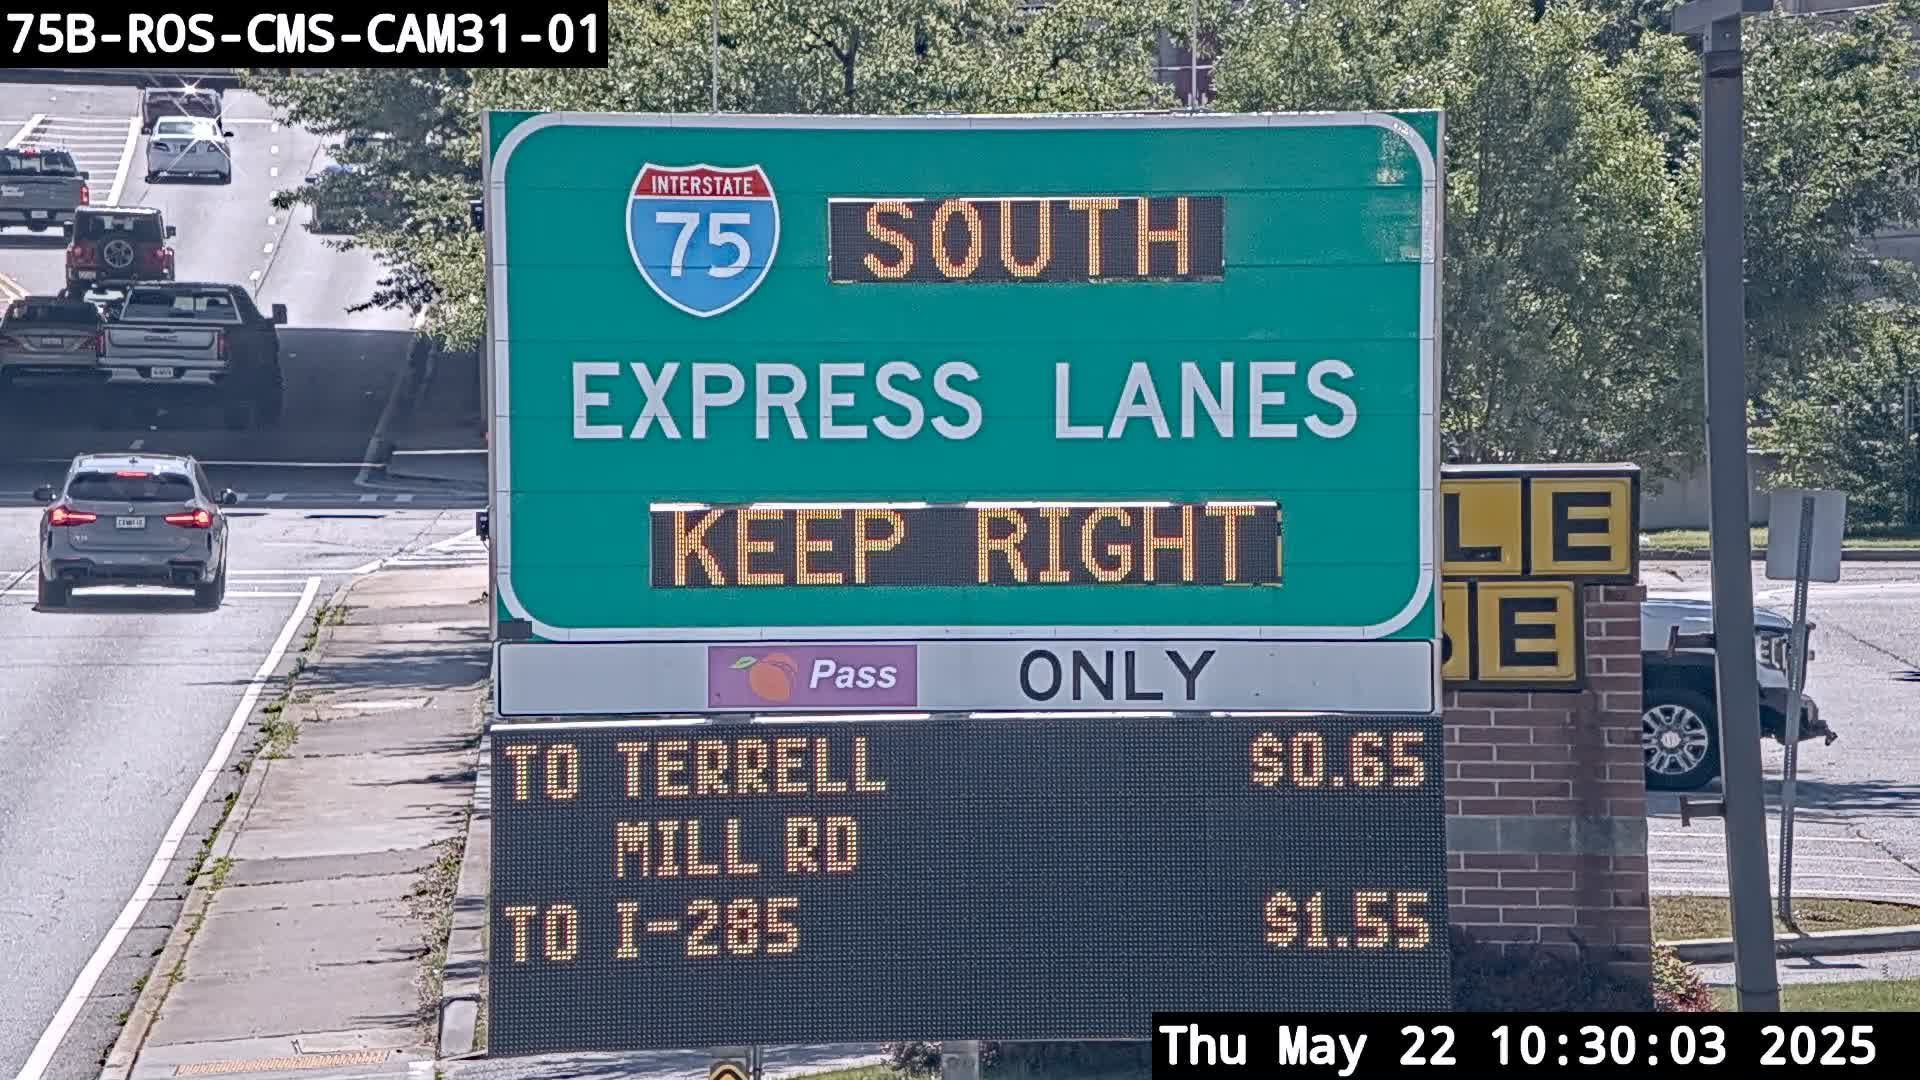 75B-ROS-CMS-CAM31-01
INTERSTATE
75
SOUTH
EXPRESS LANES
KEEP RIGHT
LE
E
Pass ONLY
TO TERRELL $0.65
MILL RD
TO I-285 $1.55
Thu May 22 10:30:03 2025